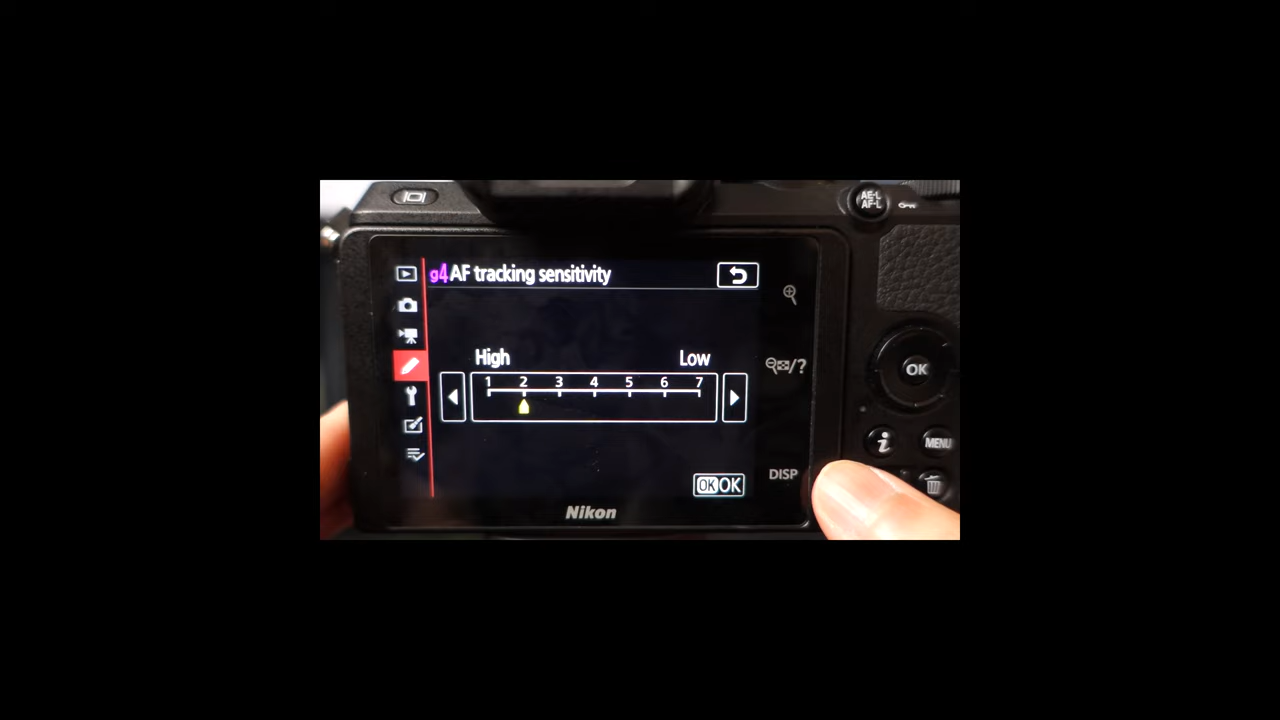 AE-L
AF-L
g4 AF tracking sensitivity
High Low
1 2 3 4 5 6 7
/?
OK
i MENU
DISP
OK OK
Nikon